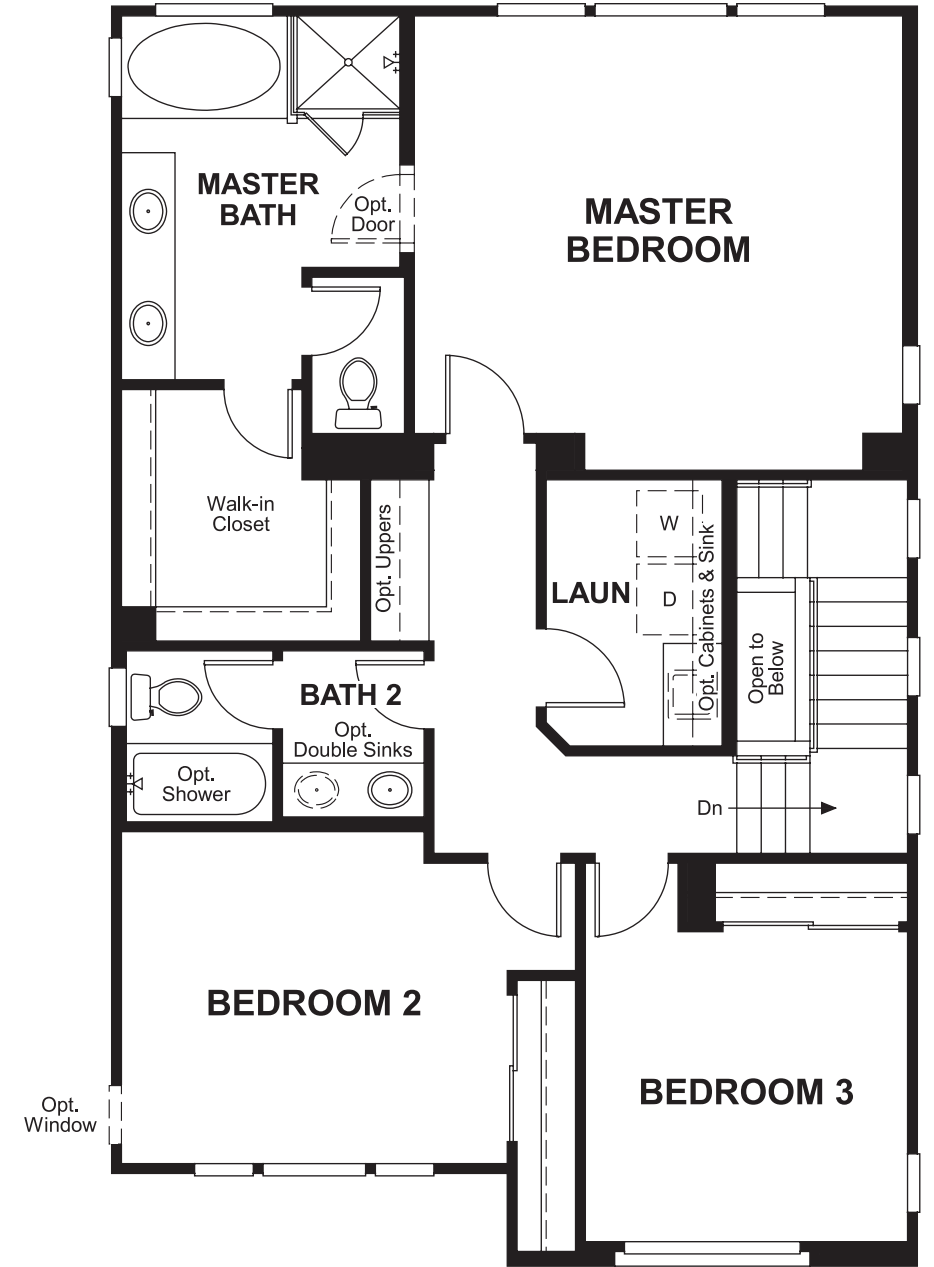 MASTER
BATH
Opt.
Door
MASTER
BEDROOM
Walk-in
Closet
Opt. Uppers
W
D
LAUN
Opt. Cabinets & Sink
Open to
Below
BATH 2
Opt.
Double Sinks
Opt.
Shower
Dn
BEDROOM 2
BEDROOM 3
Opt.
Window